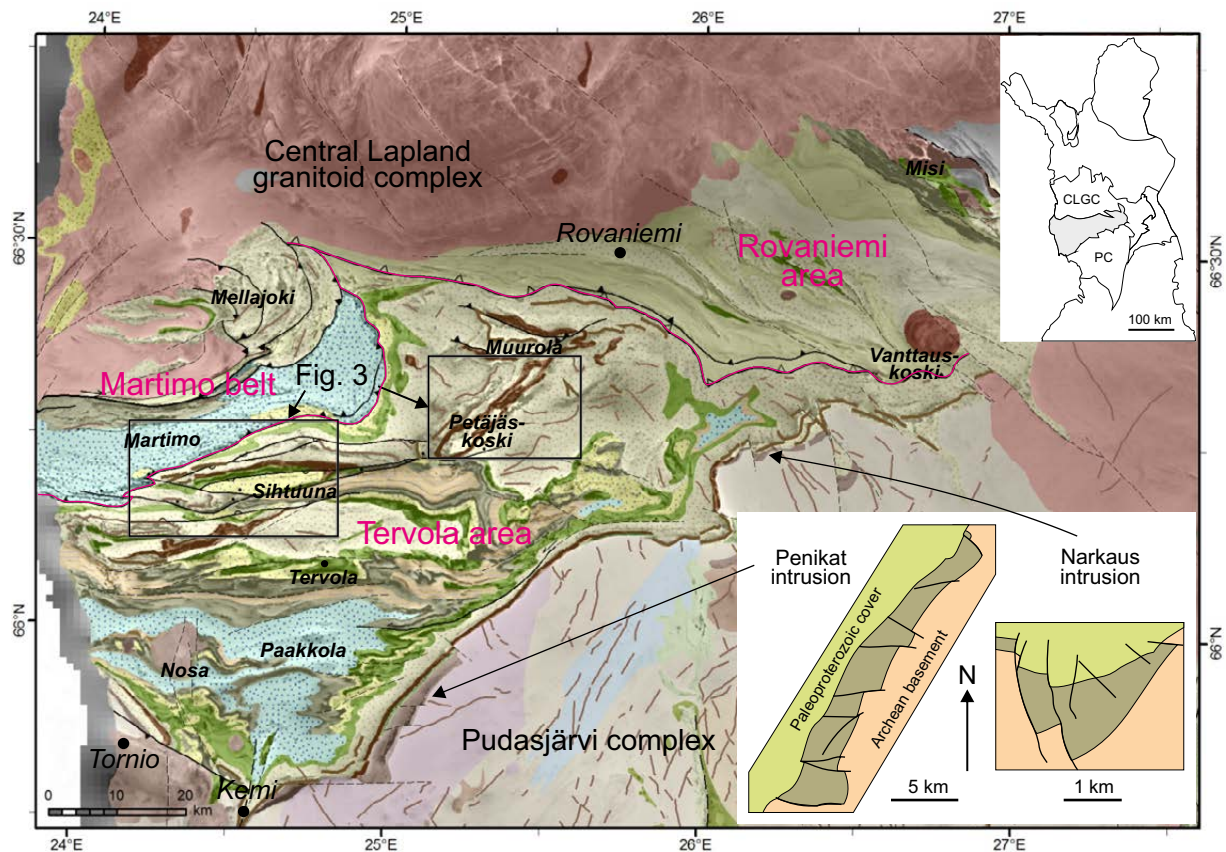 24°E
25°E
26°E
27°E
Central Lapland
granitoid complex
Misi
CLGC
PC
100 km
66°30'N
66°30'N
Rovaniemi
Rovaniemi
area
Mellajoki
Muurola
Vanttaus-
koski
Martimo belt
Fig. 3
Martimo
Petäjäs-
koski
Sihtuuna
Tervola area
Tervola
Penikat
intrusion
Narkaus
intrusion
66°N
66°N
Paakkola
Nosa
Paleoproterozoic cover
Archean basement
N
Pudasjärvi complex
Tornio
Kemi
5 km
1 km
0
10
20
km
24°E
25°E
26°E
27°E